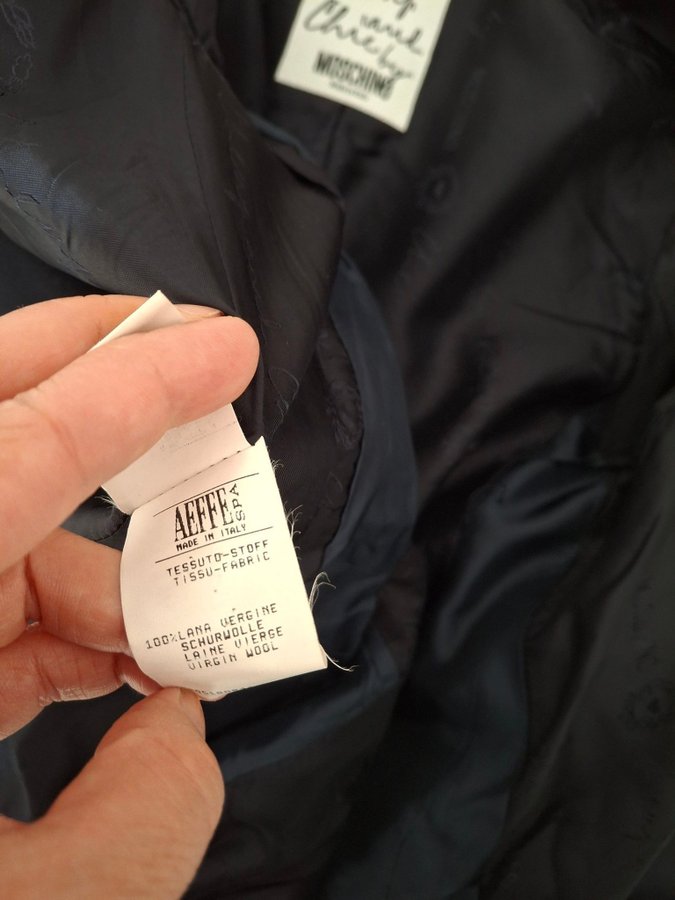 and
Chic by
MOSCHINO
AEFFE SPA
MADE IN ITALY
TESSUTO-STOFF
TISSU-FABRIC
100%LANA VERGINE
SCHURWOLLE
LAINE VIERGE
VIRGIN WOOL